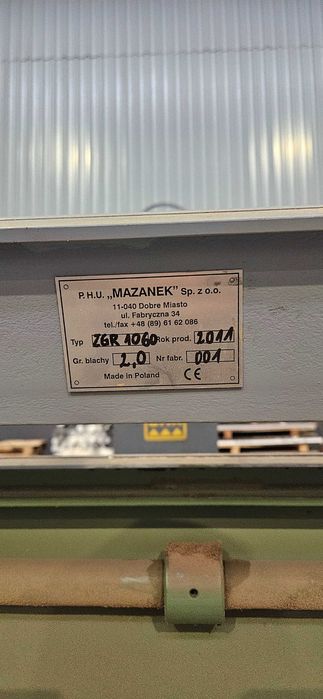 P.H.U. „MAZANEK” Sp. z o.o.
11-040 Dobre Miasto
ul. Fabryczna 34
tel./fax +48 (89) 61 62 086
Typ ZGR 1060 Rok prod. 2011
Gr. blachy 2,0 Nr fabr. 001
Made in Poland CE